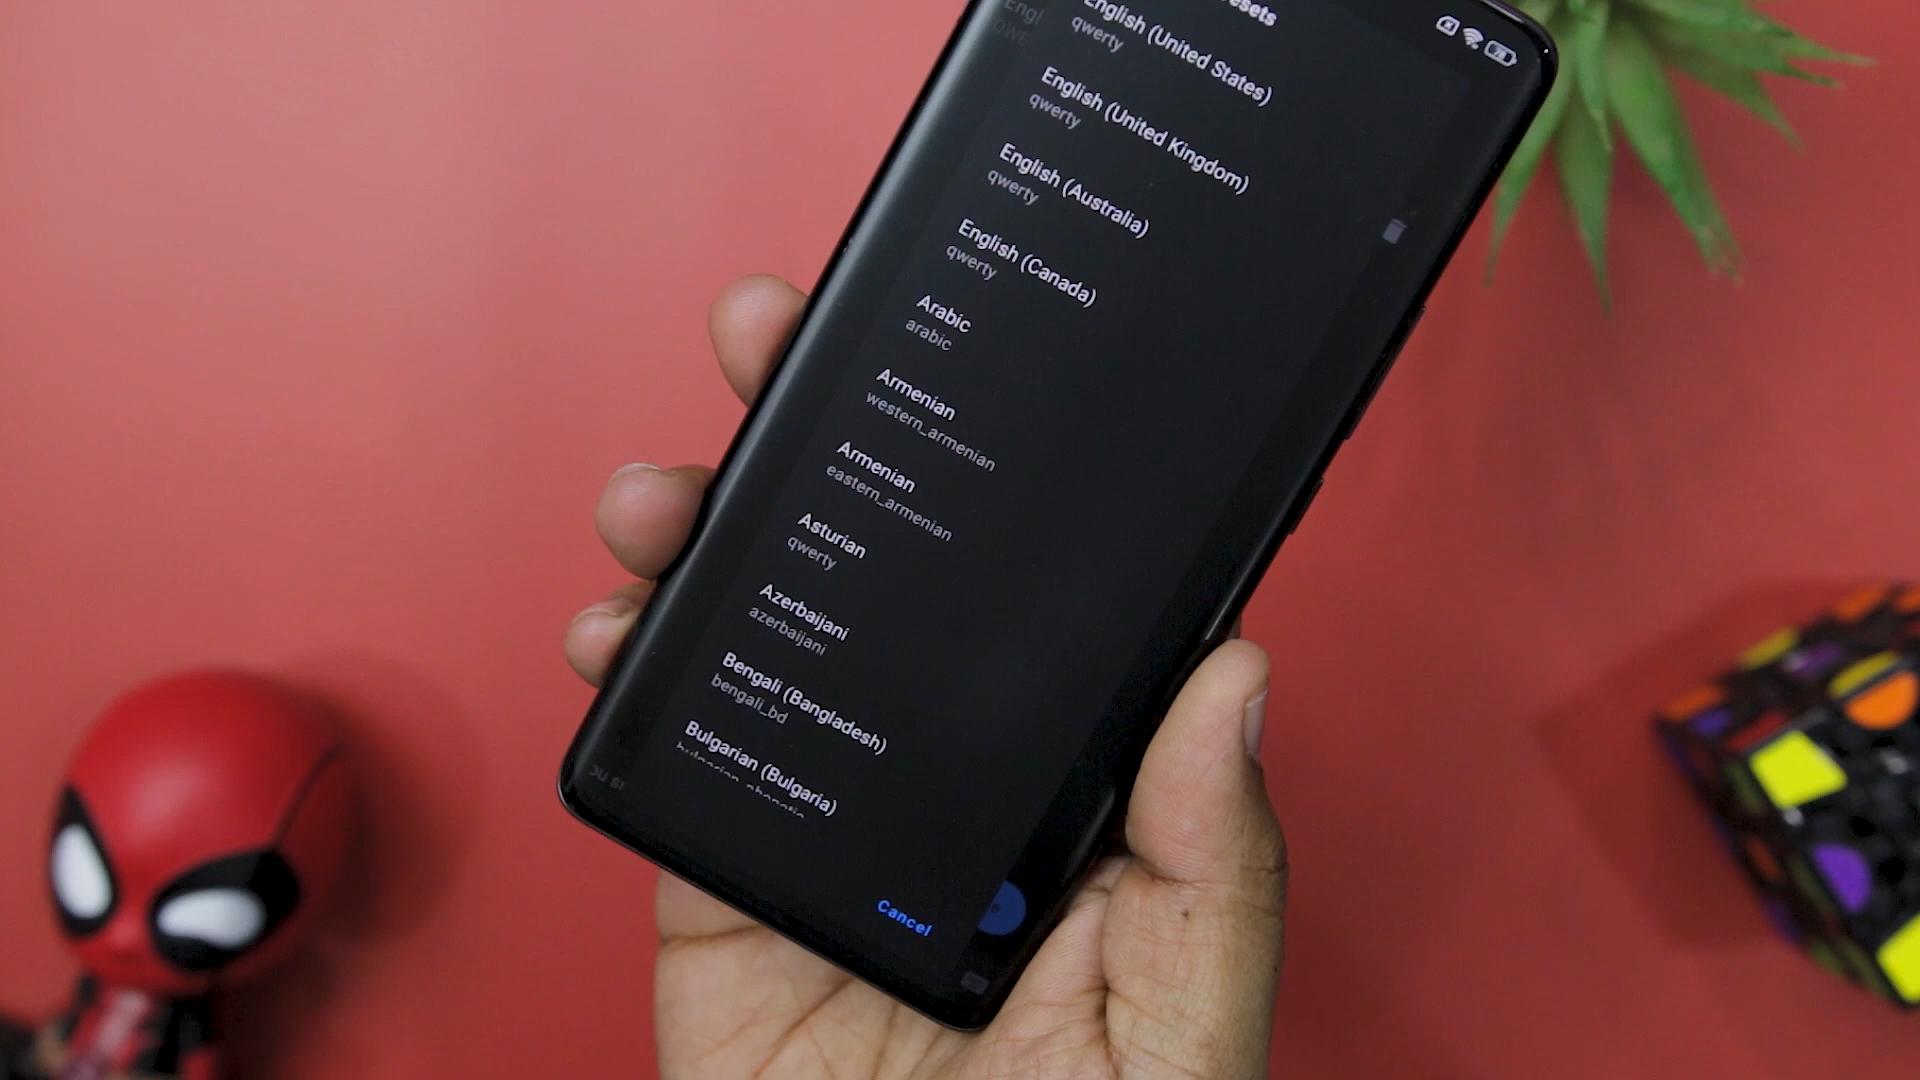 English (United States)
qwerty
English (United Kingdom)
qwerty
English (Australia)
qwerty
English (Canada)
qwerty
Arabic
arabic
Armenian
western_armenian
Armenian
eastern_armenian
Asturian
qwerty
Azerbaijani
azerbaijani
Bengali (Bangladesh)
bengali_bd
Bulgarian (Bulgaria)
Cancel